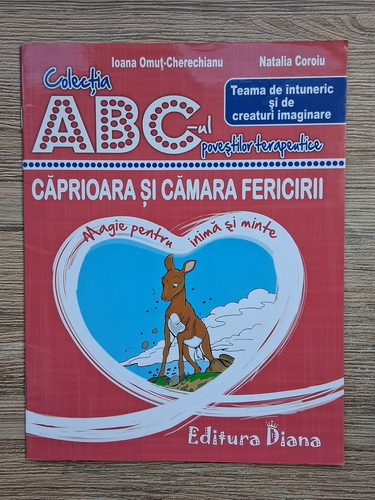 Ioana Omuț-Cherechianu Natalia Coroiu
Colecția
ABC-ul
poveștilor terapeutice
Teama de întuneric
și de
creaturi imaginare
CĂPRIOARA ȘI CĂMARA FERICIRII
Magie pentru inimă și minte
Editura Diana